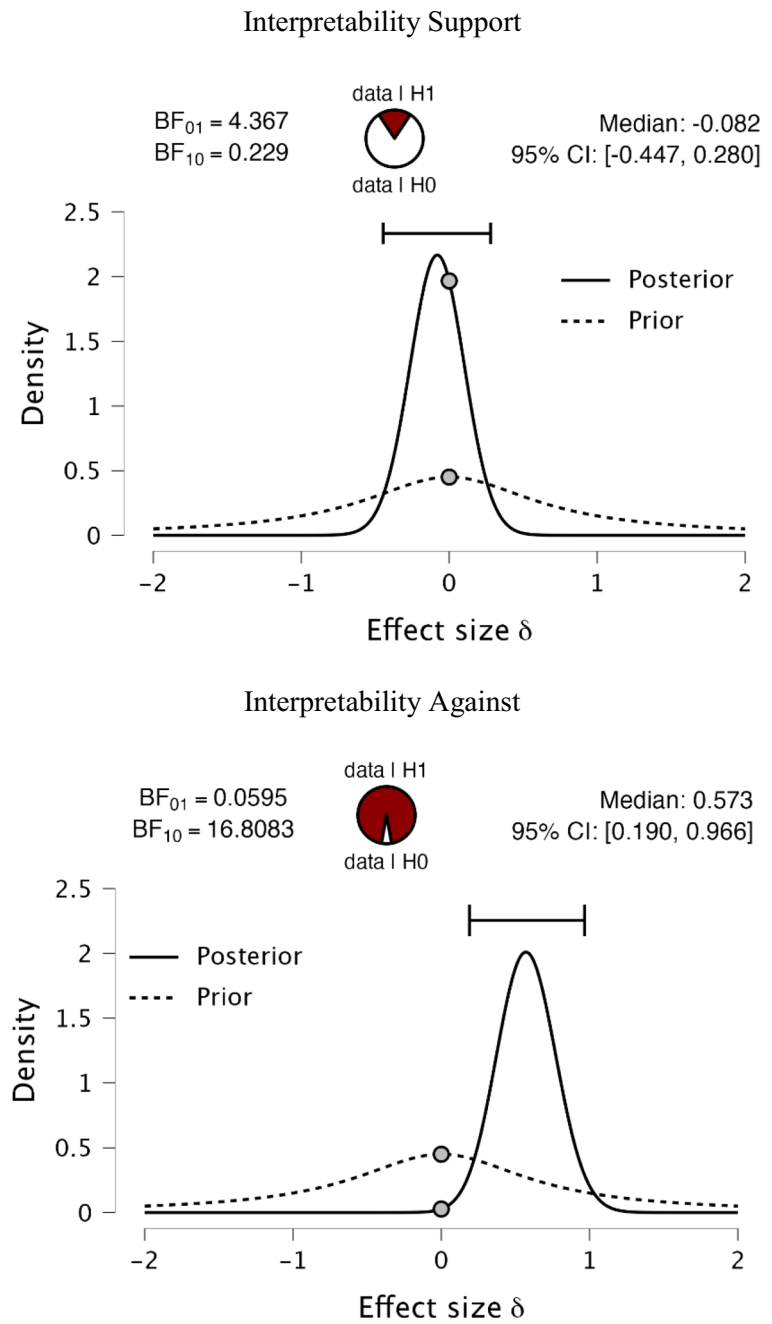 Interpretability Support
data | H1
BF₀₁ = 4.367
BF₁₀ = 0.229
Median: -0.082
95% CI: [-0.447, 0.280]
data | H0
2.5
2
1.5
1
0.5
0
Density
Posterior
Prior
−2
−1
0
1
2
Effect size δ
Interpretability Against
data | H1
BF₀₁ = 0.0595
BF₁₀ = 16.8083
Median: 0.573
95% CI: [0.190, 0.966]
data | H0
2.5
2
1.5
1
0.5
0
Density
Posterior
Prior
−2
−1
0
1
2
Effect size δ